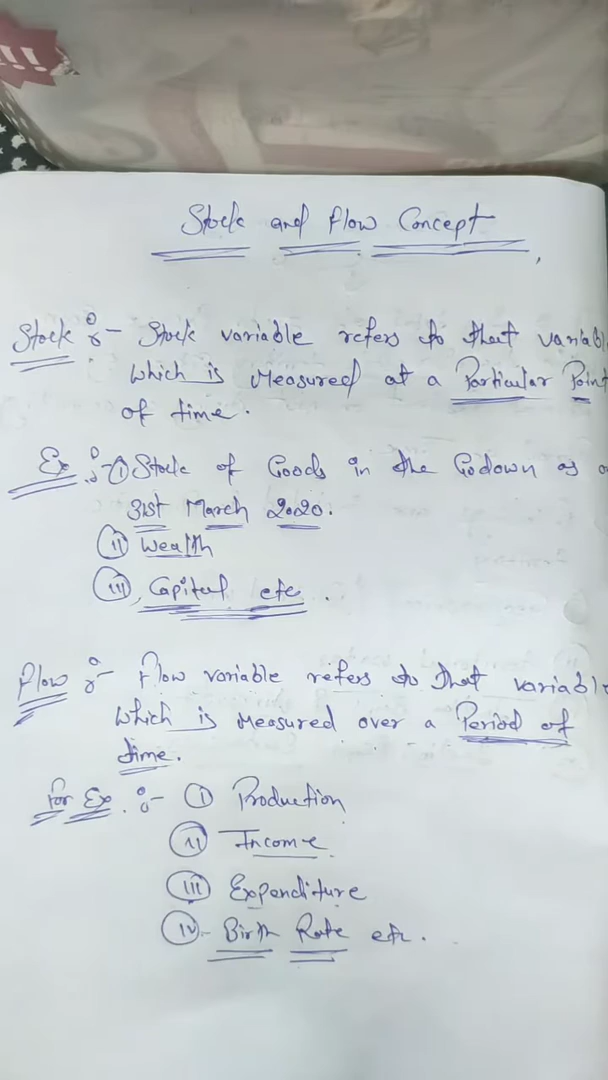 !!!
Stock and Flow Concept
Stock :- Stock variable refers to that variabl
which is measured at a Particular Point
of time.
Ex :- (i) Stock of Goods in the Godown as o
31st March 2020.
(ii) Wealth
(iii) Capital etc.
Flow :- Flow variable refers to that variabl
which is measured over a Period of
time.
For Ex :- (i) Production
(ii) Income
(iii) Expenditure
(iv) Birth Rate etc.